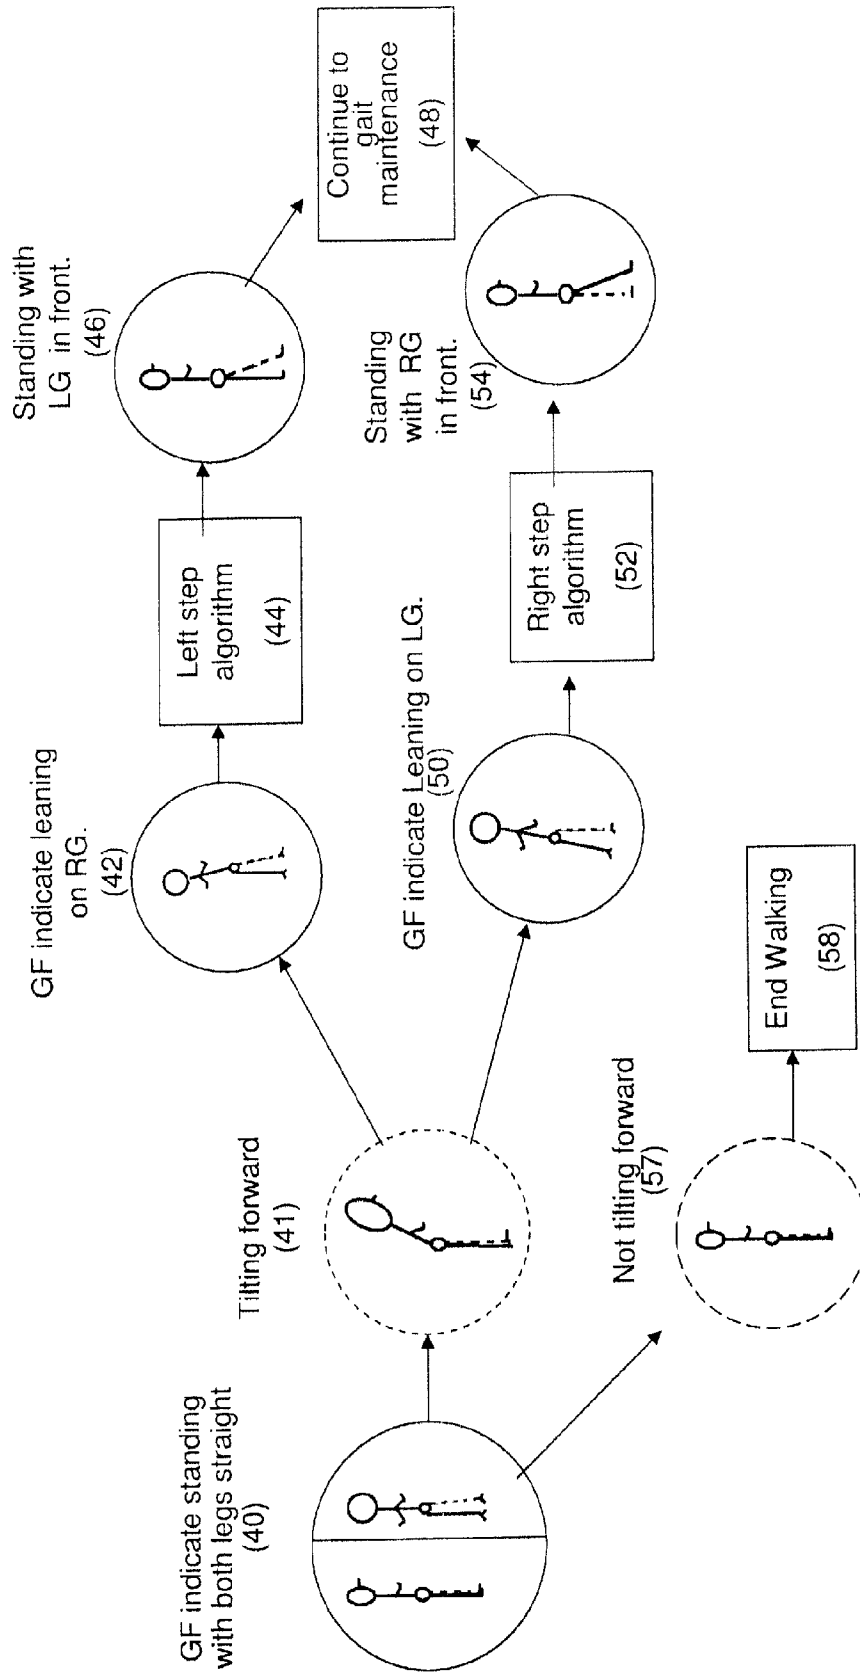 GF indicate standing
with both legs straight
(40)
Tilting forward
(41)
Not tilting forward
(57)
GF indicate leaning
on RG.
(42)
GF indicate Leaning on LG.
(50)
End Walking
(58)
Left step
algorithm
(44)
Right step
algorithm
(52)
Standing with
LG in front.
(46)
Standing
with RG
in front.
(54)
Continue to
gait
maintenance
(48)